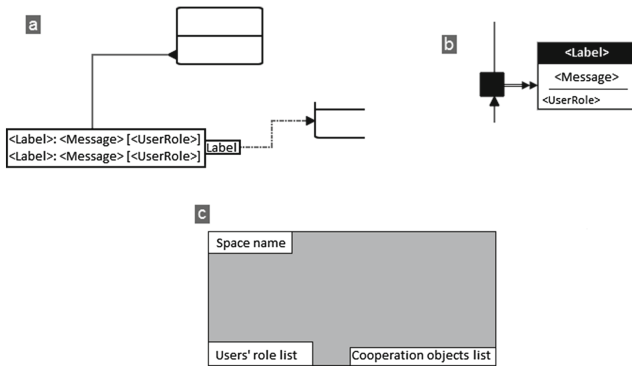 a
<Label>: <Message> [<UserRole>]
<Label>: <Message> [<UserRole>]
Label
b
<Label>
<Message>
<UserRole>
c
Space name
Users' role list
Cooperation objects list